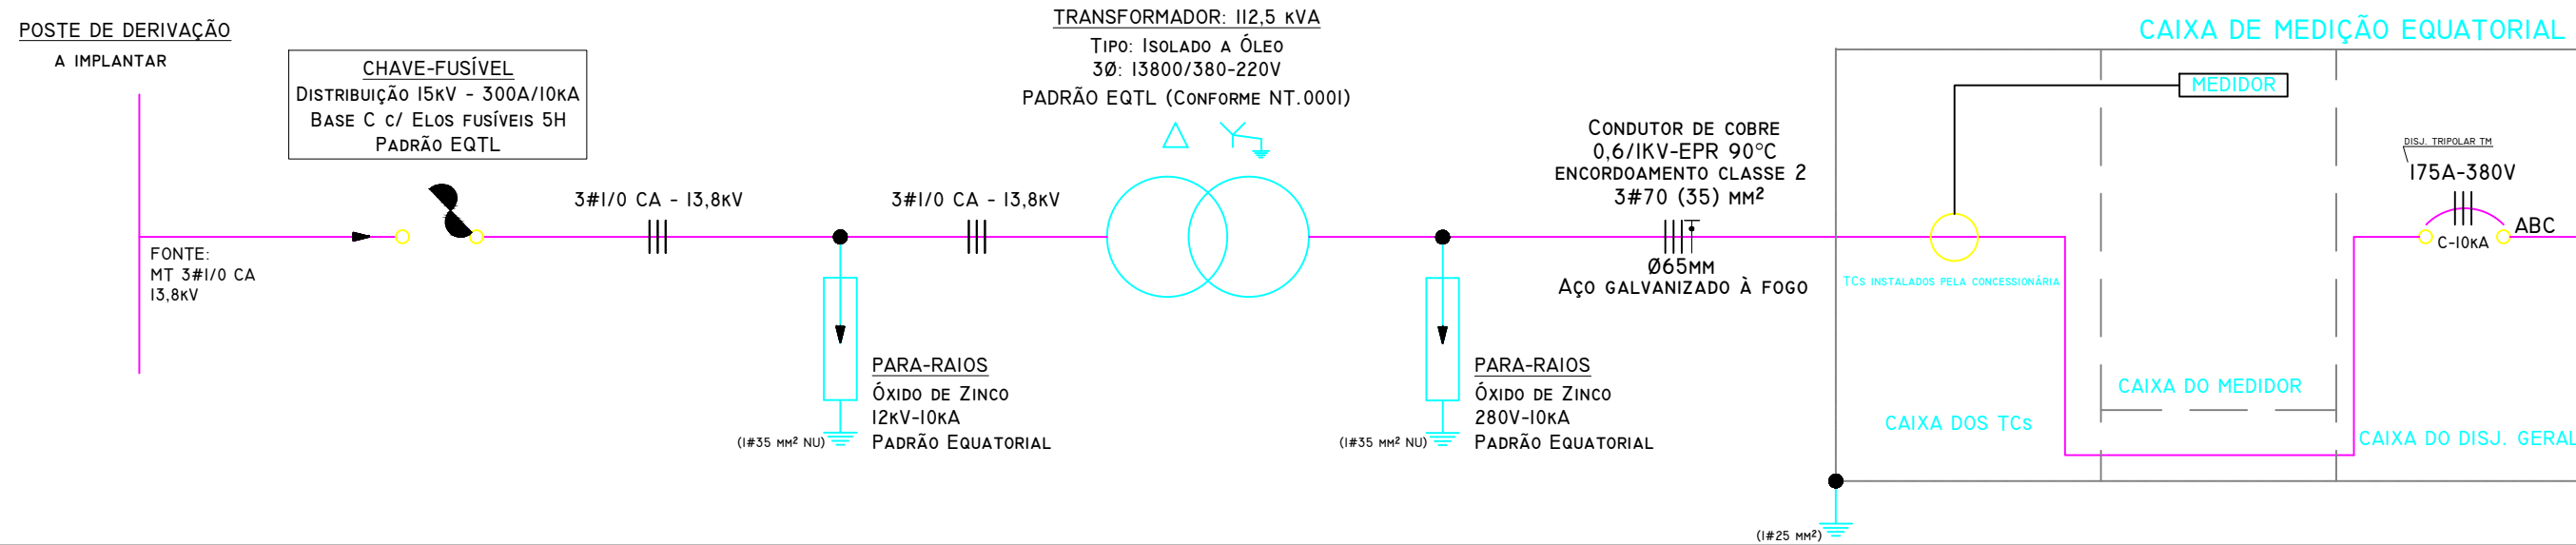 POSTE DE DERIVAÇÃO
A IMPLANTAR
CHAVE-FUSÍVEL
DISTRIBUIÇÃO 15KV - 300A/10KA
BASE C C/ ELOS FUSÍVEIS 5H
PADRÃO EQTL
FONTE:
MT 3#1/0 CA
13,8KV
3#1/0 CA - 13,8KV
3#1/0 CA - 13,8KV
TRANSFORMADOR: 112,5 KVA
TIPO: ISOLADO A ÓLEO
3Ø: 13800/380-220V
PADRÃO EQTL (CONFORME NT.0001)
PARA-RAIOS
ÓXIDO DE ZINCO
12KV-10KA
PADRÃO EQUATORIAL
(1#35 MM² NU)
PARA-RAIOS
ÓXIDO DE ZINCO
280V-10KA
PADRÃO EQUATORIAL
(1#35 MM² NU)
CONDUTOR DE COBRE
0,6/1KV-EPR 90°C
ENCORDOAMENTO CLASSE 2
3#70 (35) MM²
Ø65MM
AÇO GALVANIZADO À FOGO
CAIXA DE MEDIÇÃO EQUATORIAL
MEDIDOR
TCS INSTALADOS PELA CONCESSIONÁRIA
CAIXA DOS TCS
CAIXA DO MEDIDOR
DISJ. TRIPOLAR TM
175A-380V
C-10KA
ABC
CAIXA DO DISJ. GERAL
(1#25 MM²)